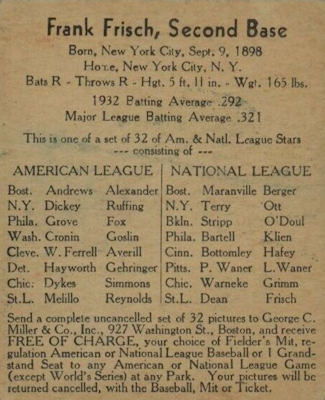 Frank Frisch, Second Base
Born, New York City, Sept. 9, 1898
Home, New York City, N. Y.
Bats R - Throws R - Hgt. 5 ft, 11 in. - Wgt. 165 lbs.
1932 Batting Average .292
Major League Batting Average .321
This is one of a set of 32 of Am. & Natl. League Stars
--- consisting of ---
AMERICAN LEAGUE NATIONAL LEAGUE
Bost. Andrews Alexander Bost. Maranville Berger
N.Y. Dickey Ruffing N.Y. Terry Ott
Phila. Grove Fox Bkln. Stripp O'Doul
Wash. Cronin Goslin Phila. Bartell Klien
Cleve. W. Ferrell Averill Cinn. Bottomley Hafey
Det. Hayworth Gehringer Pitts. P. Waner L. Waner
Chic. Dykes Simmons Chic. Warneke Grimm
St.L. Melillo Reynolds St.L. Dean Frisch
Send a complete uncancelled set of 32 pictures to George C.
Miller & Co., Inc., 927 Washington St., Boston, and receive
FREE OF CHARGE, your choice of Fielder's Mit, re-
gulation American or National League Baseball or 1 Grand-
stand Seat to any American or National League Game
(except World's Series) at any Park. Your pictures will be
returned cancelled, with the Baseball, Mit or Ticket.